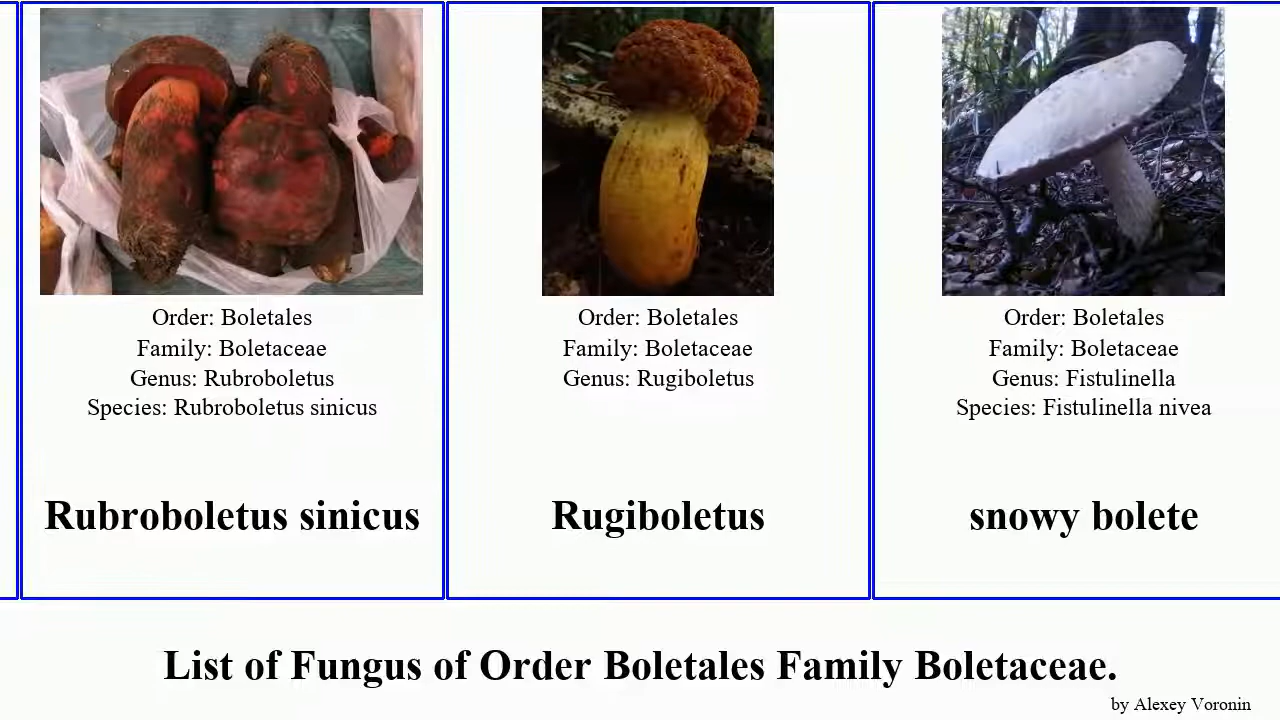 Order: Boletales
Family: Boletaceae
Genus: Rubroboletus
Species: Rubroboletus sinicus
Rubroboletus sinicus
Order: Boletales
Family: Boletaceae
Genus: Rugiboletus
Rugiboletus
Order: Boletales
Family: Boletaceae
Genus: Fistulinella
Species: Fistulinella nivea
snowy bolete
List of Fungus of Order Boletales Family Boletaceae.
by Alexey Voronin